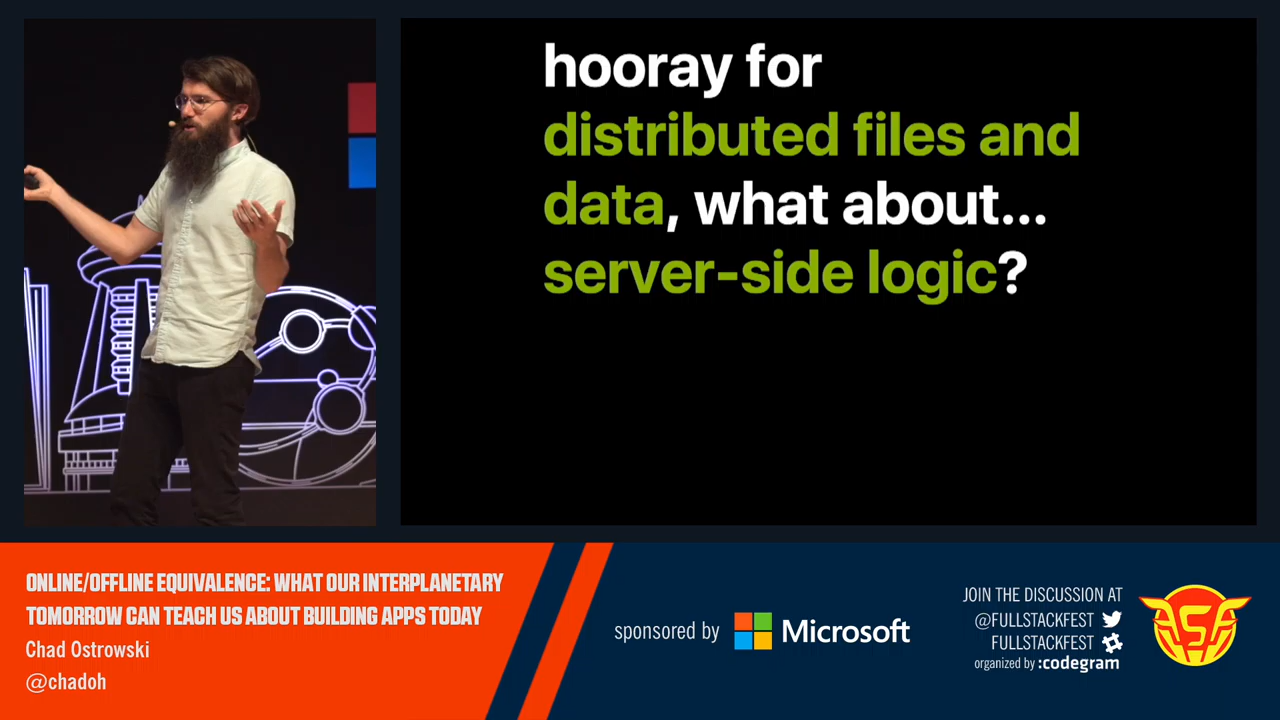 hooray for
distributed files and
data, what about...
server-side logic?
ONLINE/OFFLINE EQUIVALENCE: WHAT OUR INTERPLANETARY
TOMORROW CAN TEACH US ABOUT BUILDING APPS TODAY
Chad Ostrowski
@chadoh
sponsored by Microsoft
JOIN THE DISCUSSION AT
@FULLSTACKFEST
FULLSTACKFEST
organized by :codegram
FSF